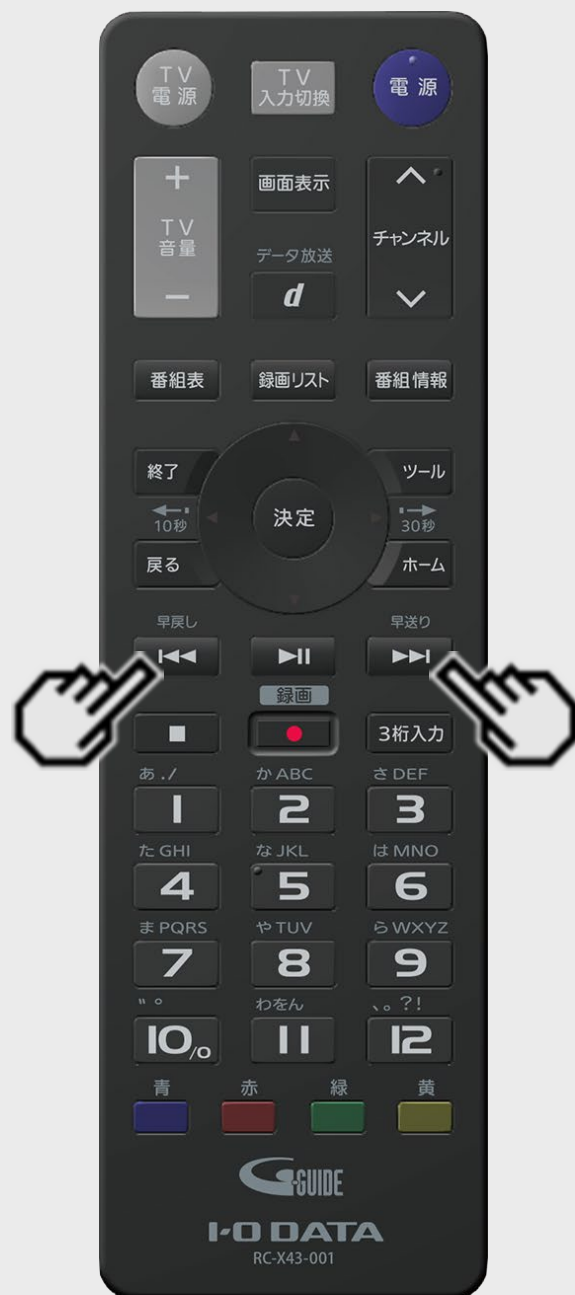 TV
電源
TV
入力切換
電源
+
TV
音量
−
画面表示
データ放送
d
チャンネル
番組表
録画リスト
番組情報
終了
ツール
10秒
決定
30秒
戻る
ホーム
早戻し
早送り
録画
3桁入力
あ./
かABC
さDEF
1
2
3
たGHI
なJKL
はMNO
4
5
6
まPQRS
やTUV
らWXYZ
7
8
9
゛゜
わをん
、。?!
10/0
11
12
青
赤
緑
黄
G-GUIDE
I-O DATA
RC-X43-001